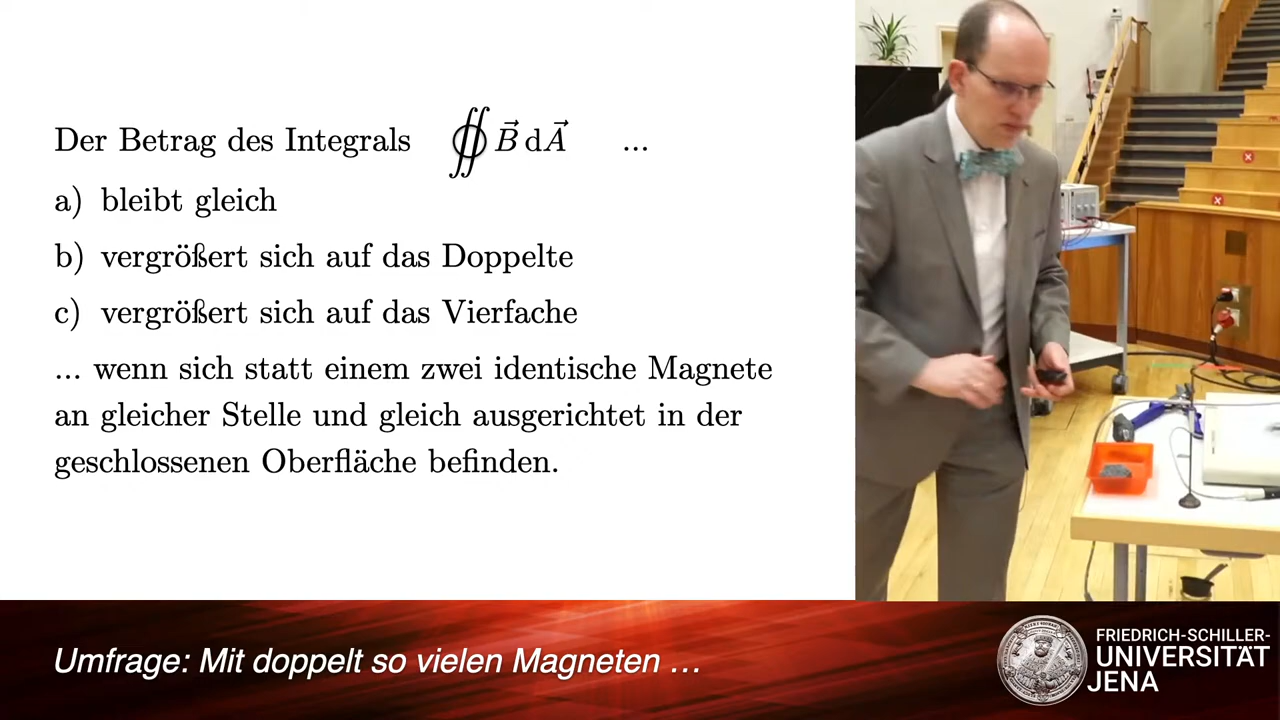 Der Betrag des Integrals ∯ B⃗ dA⃗ ...
a) bleibt gleich
b) vergrößert sich auf das Doppelte
c) vergrößert sich auf das Vierfache
... wenn sich statt einem zwei identische Magnete
an gleicher Stelle und gleich ausgerichtet in der
geschlossenen Oberfläche befinden.
Umfrage: Mit doppelt so vielen Magneten …
FRIEDRICH-SCHILLER-
UNIVERSITÄT
JENA